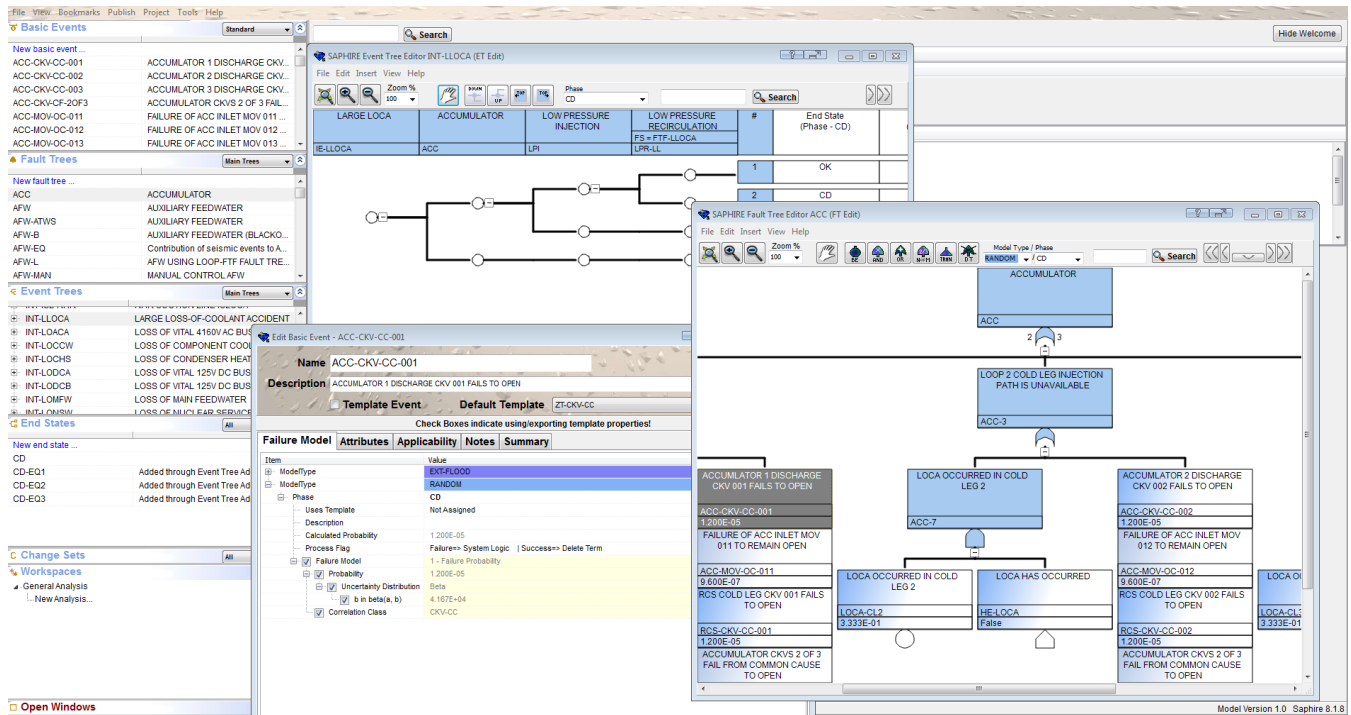 File View Bookmarks Publish Project Tools Help
Basic Events Standard
New basic event ...
ACC-CKV-CC-001 ACCUMLATOR 1 DISCHARGE CKV...
ACC-CKV-CC-002 ACCUMLATOR 2 DISCHARGE CKV...
ACC-CKV-CC-003 ACCUMLATOR 3 DISCHARGE CKV...
ACC-CKV-CF-2OF3 ACCUMULATOR CKVS 2 OF 3 FAIL...
ACC-MOV-OC-011 FAILURE OF ACC INLET MOV 011 ...
ACC-MOV-OC-012 FAILURE OF ACC INLET MOV 012 ...
ACC-MOV-OC-013 FAILURE OF ACC INLET MOV 013 ...
Fault Trees Main Trees
New fault tree ...
ACC ACCUMULATOR
AFW AUXILIARY FEEDWATER
AFW-ATWS AUXILIARY FEEDWATER
AFW-B AUXILIARY FEEDWATER (BLACKO...
AFW-EQ Contribution of seismic events to A...
AFW-L AFW USING LOOP-FTF FAULT TRE...
AFW-MAN MANUAL CONTROL AFW
Event Trees Main Trees
INT-LLOCA LARGE LOSS-OF-COOLANT ACCIDENT
INT-LOACA LOSS OF VITAL 4160V AC BUS
INT-LOCCW LOSS OF COMPONENT COOL
INT-LOCHS LOSS OF CONDENSER HEAT
INT-LODCA LOSS OF VITAL 125V DC BUS
INT-LODCB LOSS OF VITAL 125V DC BUS
INT-LOMFW LOSS OF MAIN FEEDWATER
INT-LONSW LOSS OF NUCLEAR SERVICE
End States All
New end state ...
CD
CD-EQ1 Added through Event Tree Ad
CD-EQ2 Added through Event Tree Ad
CD-EQ3 Added through Event Tree Ad
Change Sets All
Workspaces
General Analysis
New Analysis...
Open Windows
Search
Hide Welcome
SAPHIRE Event Tree Editor INT-LLOCA (ET Edit)
File Edit Insert View Help
Zoom %
100
DOWN
UP
TOP
TOP
Phase
CD
Search
LARGE LOCA ACCUMULATOR LOW PRESSURE INJECTION LOW PRESSURE RECIRCULATION # End State (Phase - CD)
FS = FTF-LLOCA
IE-LLOCA ACC LPI LPR-LL
1 OK
2 CD
SAPHIRE Fault Tree Editor ACC (FT Edit)
File Edit Insert View Help
Zoom %
100
BE AND OR N/M TRAN DT
Model Type / Phase
RANDOM / CD
Search
ACCUMULATOR
ACC
2 3
LOOP 2 COLD LEG INJECTION
PATH IS UNAVAILABLE
ACC-3
ACCUMLATOR 1 DISCHARGE
CKV 001 FAILS TO OPEN
ACC-CKV-CC-001
1.200E-05
FAILURE OF ACC INLET MOV
011 TO REMAIN OPEN
ACC-MOV-OC-011
9.600E-07
RCS COLD LEG CKV 001 FAILS
TO OPEN
RCS-CKV-CC-001
1.200E-05
ACCUMULATOR CKVS 2 OF 3
FAIL FROM COMMON CAUSE
TO OPEN
LOCA OCCURRED IN COLD
LEG 2
ACC-7
LOCA OCCURRED IN COLD
LEG 2
LOCA-CL2
3.333E-01
LOCA HAS OCCURRED
HE-LOCA
False
ACCUMLATOR 2 DISCHARGE
CKV 002 FAILS TO OPEN
ACC-CKV-CC-002
1.200E-05
FAILURE OF ACC INLET MOV
012 TO REMAIN OPEN
ACC-MOV-OC-012
9.600E-07
RCS COLD LEG CKV 002 FAILS
TO OPEN
RCS-CKV-CC-002
1.200E-05
ACCUMULATOR CKVS 2 OF 3
FAIL FROM COMMON CAUSE
TO OPEN
LOCA
3.333E-01
Edit Basic Event - ACC-CKV-CC-001
Name ACC-CKV-CC-001
Description ACCUMLATOR 1 DISCHARGE CKV 001 FAILS TO OPEN
Template Event Default Template ZT-CKV-CC
Check Boxes indicate using/exporting template properties!
Failure Model Attributes Applicability Notes Summary
Item Value
ModelType EXT-FLOOD
ModelType RANDOM
Phase CD
Uses Template Not Assigned
Description
Calculated Probability 1.200E-05
Process Flag Failure=> System Logic | Success=> Delete Term
Failure Model 1 - Failure Probability
Probability 1.200E-05
Uncertainty Distribution Beta
b in beta(a, b) 4.167E+04
Correlation Class CKV-CC
Model Version 1.0 Saphire 8.1.8